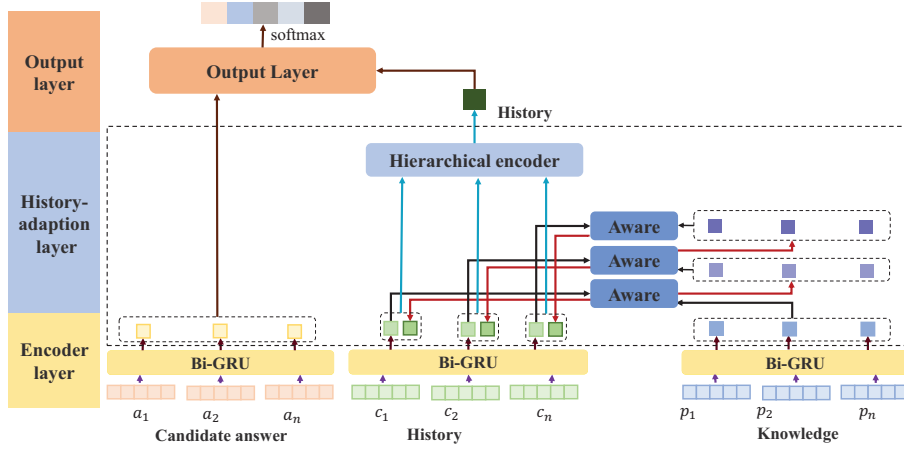 softmax
Output
layer
Output Layer
History
History-
adaption
layer
Hierarchical encoder
Aware
Aware
Aware
Encoder
layer
Bi-GRU
Bi-GRU
Bi-GRU
a₁ a₂ aₙ
c₁ c₂ cₙ
p₁ p₂ pₙ
Candidate answer
History
Knowledge